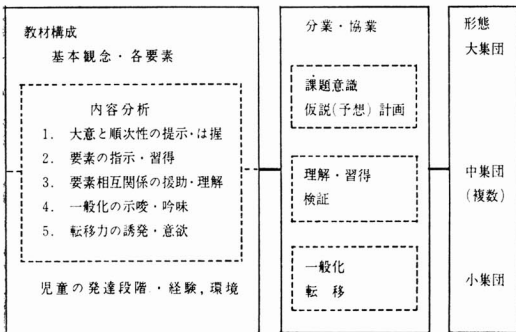 教材構成
基本観念・各要素
内容分析
1. 大意と順次性の提示・は握
2. 要素の指示・習得
3. 要素相互関係の援助・理解
4. 一般化の示唆・吟味
5. 転移力の誘発・意欲
児童の発達段階・経験，環境
分業・協業
課題意識
仮説(予想)計画
理解・習得
検証
一般化
転移
形態
大集団
中集団
(複数)
小集団